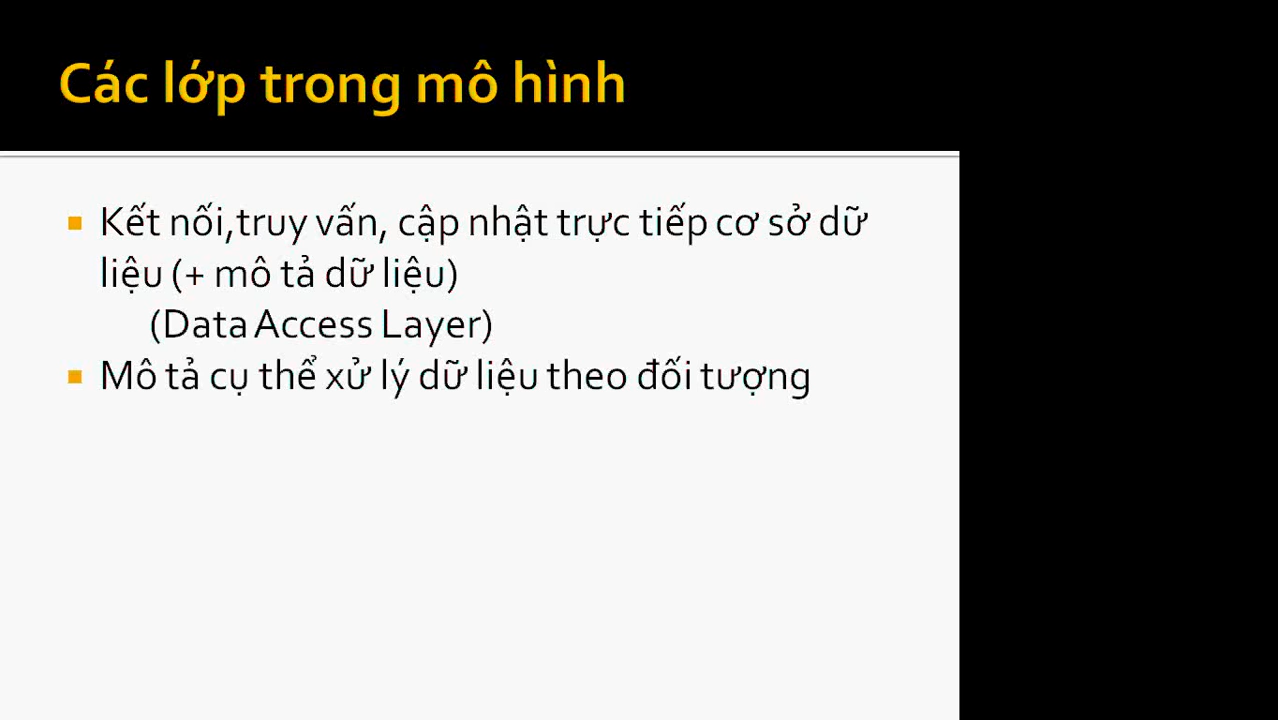 Các lớp trong mô hình
Kết nối,truy vấn, cập nhật trực tiếp cơ sở dữ
liệu (+ mô tả dữ liệu)
(Data Access Layer)
Mô tả cụ thể xử lý dữ liệu theo đối tượng